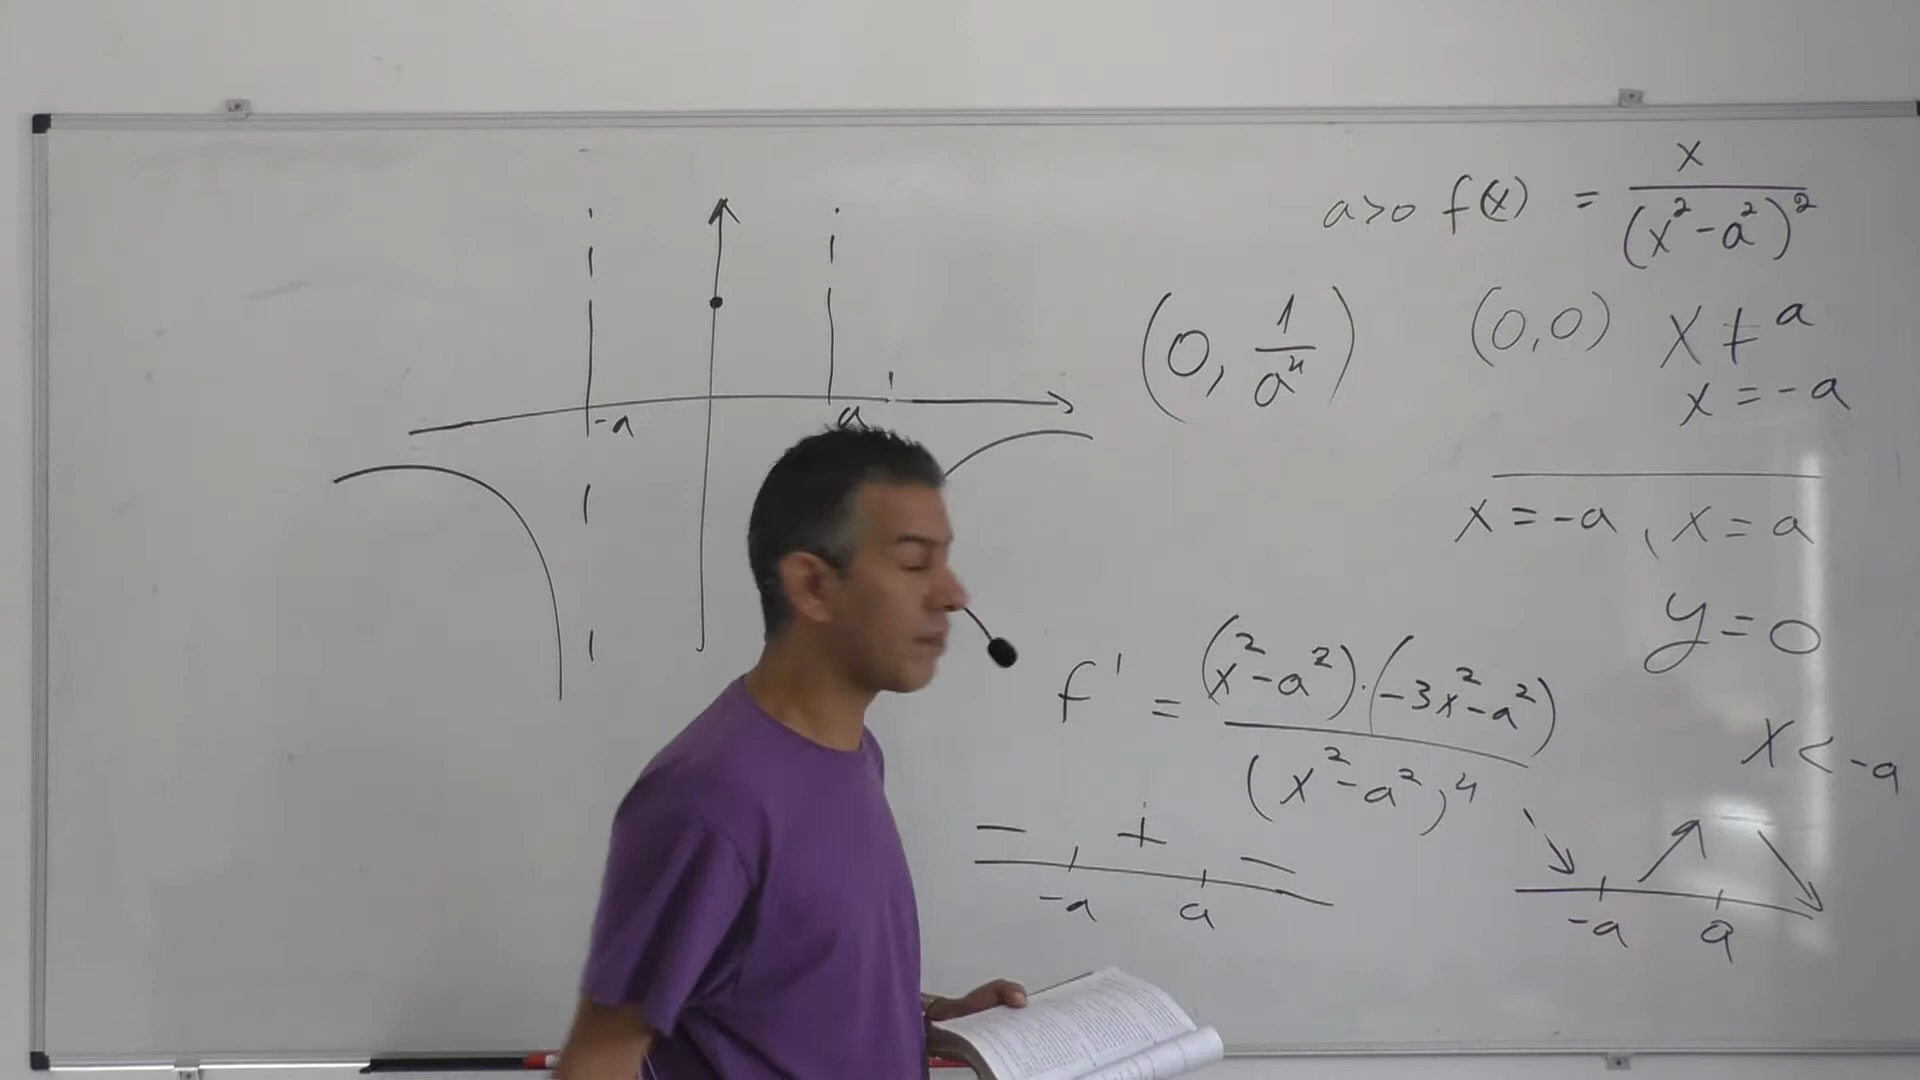 a>0 f(x) = x/(x²-a²)²
(0, 1/a⁴) (0,0) x ≠ a
x = -a
x = -a , x = a
y = 0
f' = (x²-a²)·(-3x²-a²)/(x²-a²)⁴
x < -a
- + -
-a a
-a a
-a a